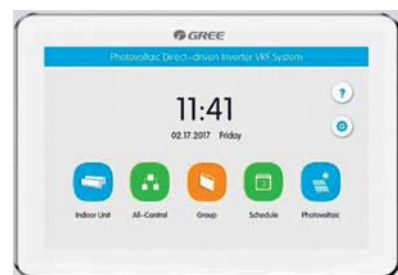 GREE
Photovoltaic Direct-driven Inverter VRF System
?
11:41
02.17.2017 Friday
Indoor Unit
All-Control
Group
Schedule
Photovoltaic